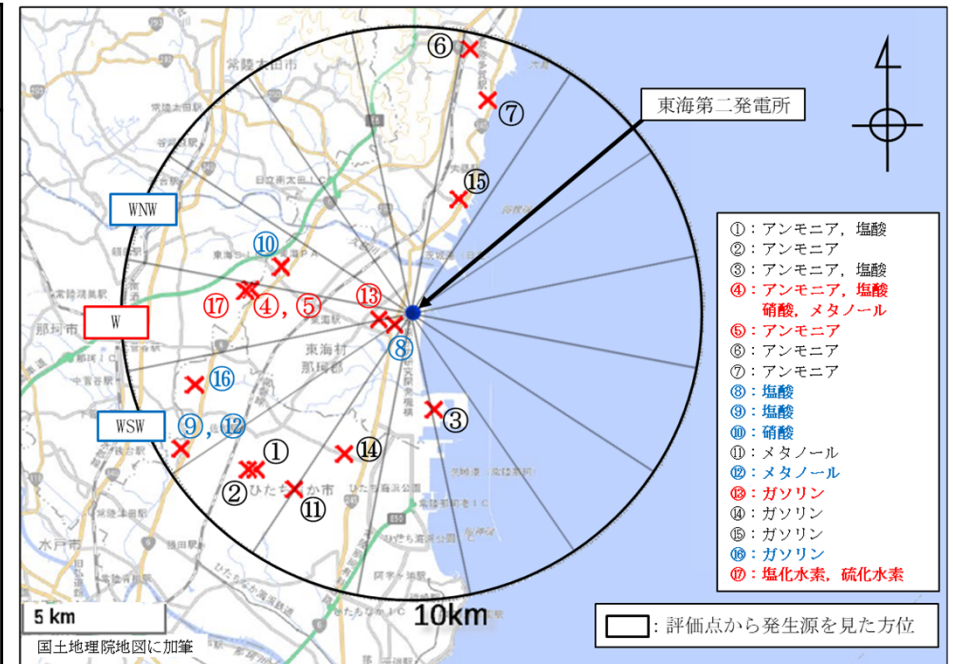 ⑥
⑦
東海第二発電所
常陸太田市
⑮
WNW
⑩
⑰
④, ⑤
⑬
⑧
W
那珂市
東海村
那珂郡
⑯
WSW
⑨, ⑫
③
①
②
⑭
ひたちなか市
⑪
水戸市
①：アンモニア，塩酸
②：アンモニア
③：アンモニア，塩酸
④：アンモニア，塩酸
硝酸，メタノール
⑤：アンモニア
⑥：アンモニア
⑦：アンモニア
⑧：塩酸
⑨：塩酸
⑩：硝酸
⑪：メタノール
⑫：メタノール
⑬：ガソリン
⑭：ガソリン
⑮：ガソリン
⑯：ガソリン
⑰：塩化水素，硫化水素
5 km
10km
国土地理院地図に加筆
：評価点から発生源を見た方位